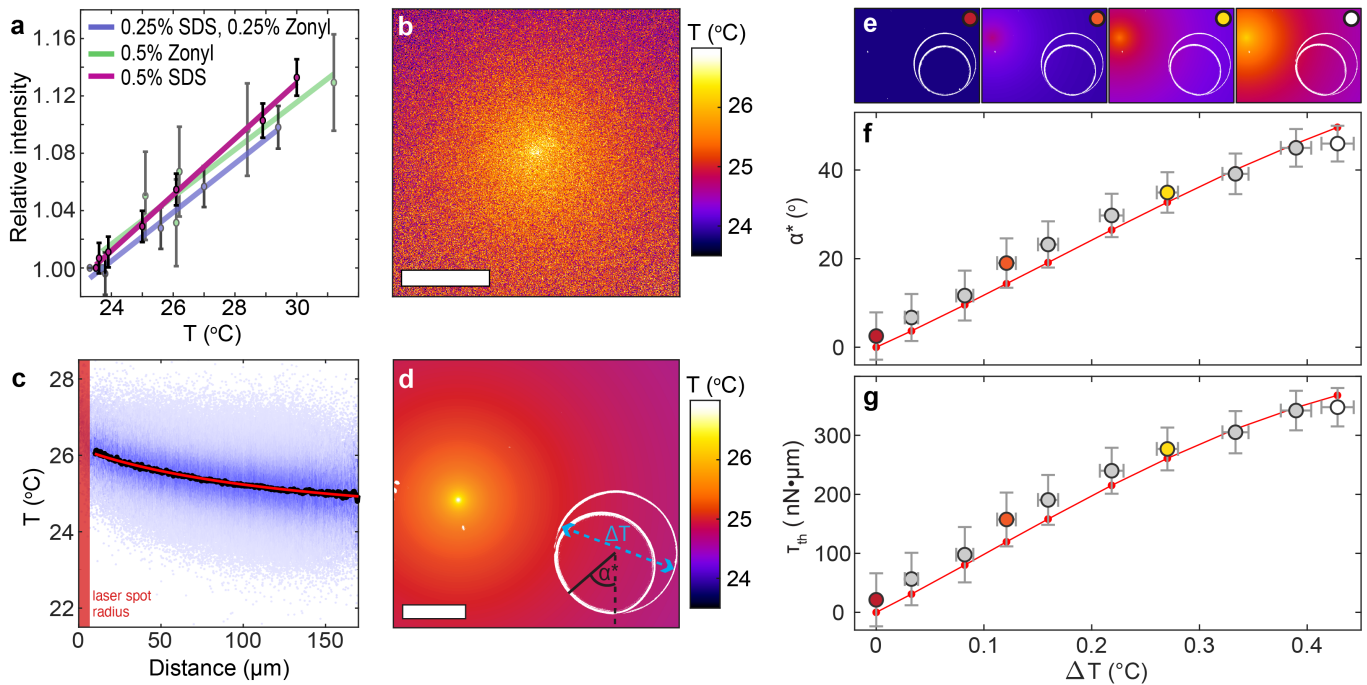 a
0.25% SDS, 0.25% Zonyl
0.5% Zonyl
0.5% SDS
1.16
1.12
1.08
1.04
1.00
Relative intensity
24
26
28
30
T (°C)
b
T (°C)
26
25
24
c
28
26
24
22
T (°C)
laser spot
radius
0
50
100
150
Distance (μm)
d
ΔT
α*
T (°C)
26
25
24
e
f
40
20
0
α* (°)
g
300
200
100
0
τth ( nN•μm)
0
0.1
0.2
0.3
0.4
ΔT (°C)